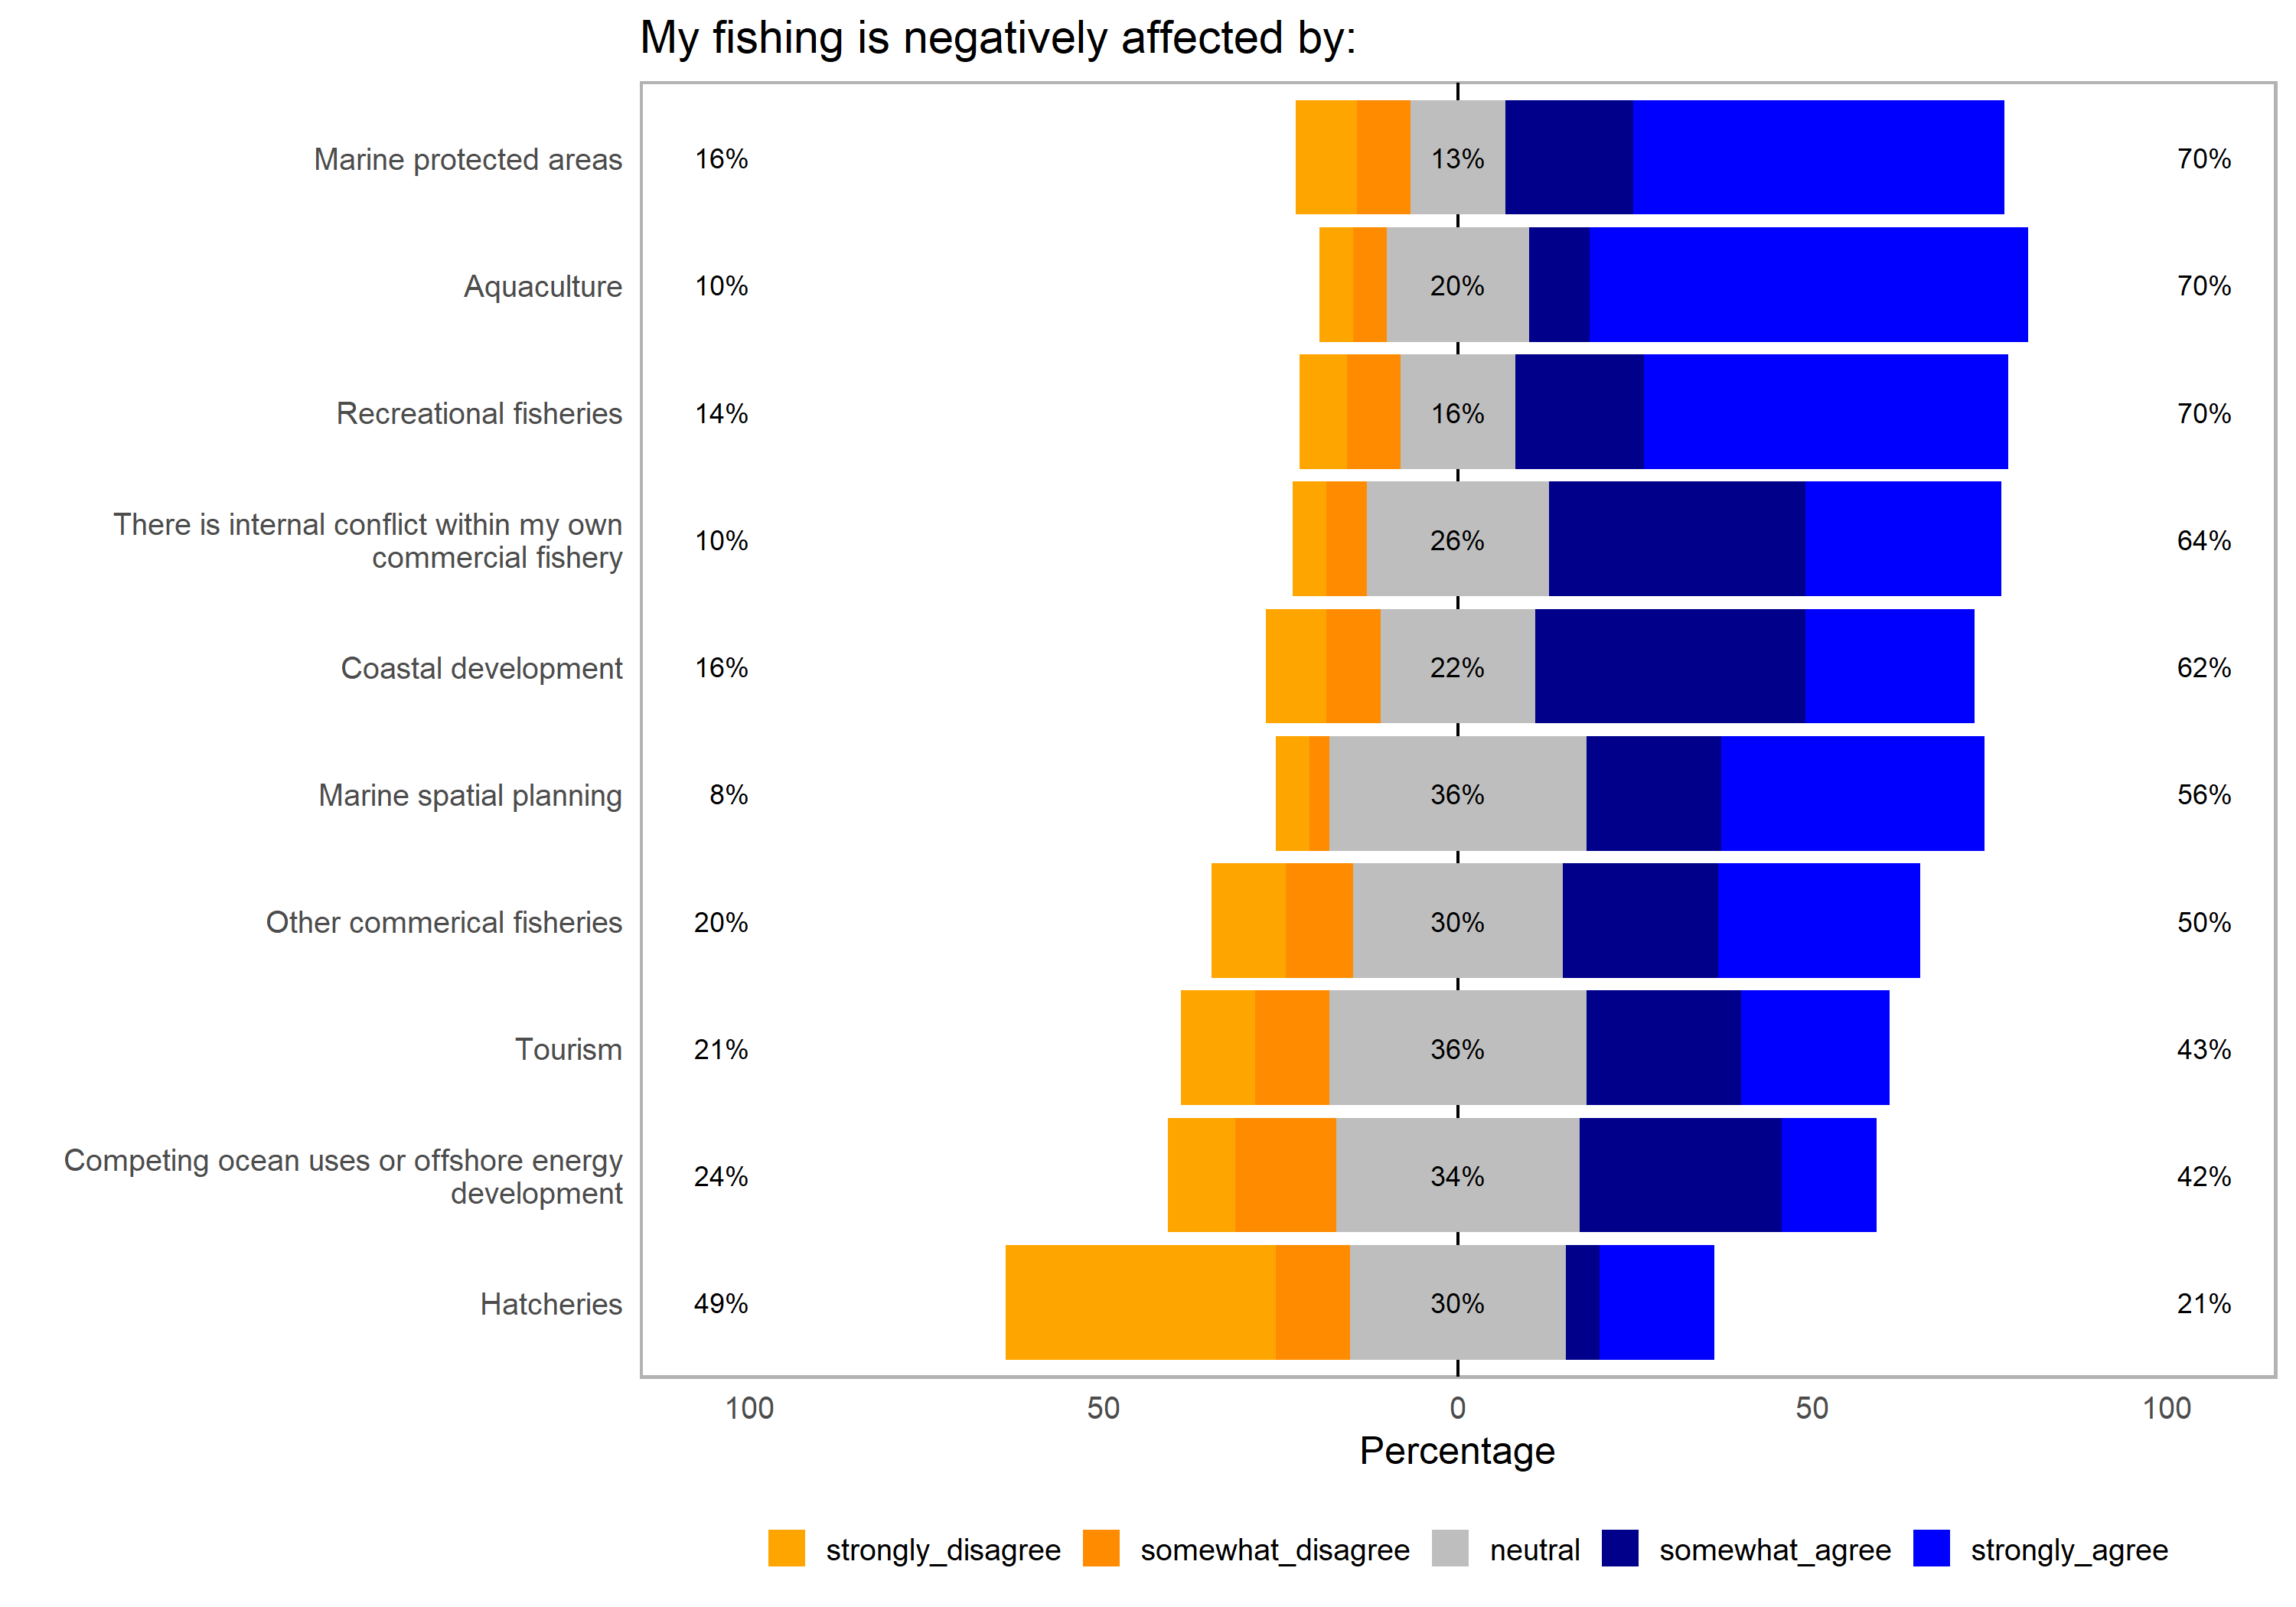 My fishing is negatively affected by:
Marine protected areas 16% 13% 70%
Aquaculture 10% 20% 70%
Recreational fisheries 14% 16% 70%
There is internal conflict within my own
commercial fishery 10% 26% 64%
Coastal development 16% 22% 62%
Marine spatial planning 8% 36% 56%
Other commerical fisheries 20% 30% 50%
Tourism 21% 36% 43%
Competing ocean uses or offshore energy
development 24% 34% 42%
Hatcheries 49% 30% 21%
100 50 0 50 100
Percentage
strongly_disagree somewhat_disagree neutral somewhat_agree strongly_agree